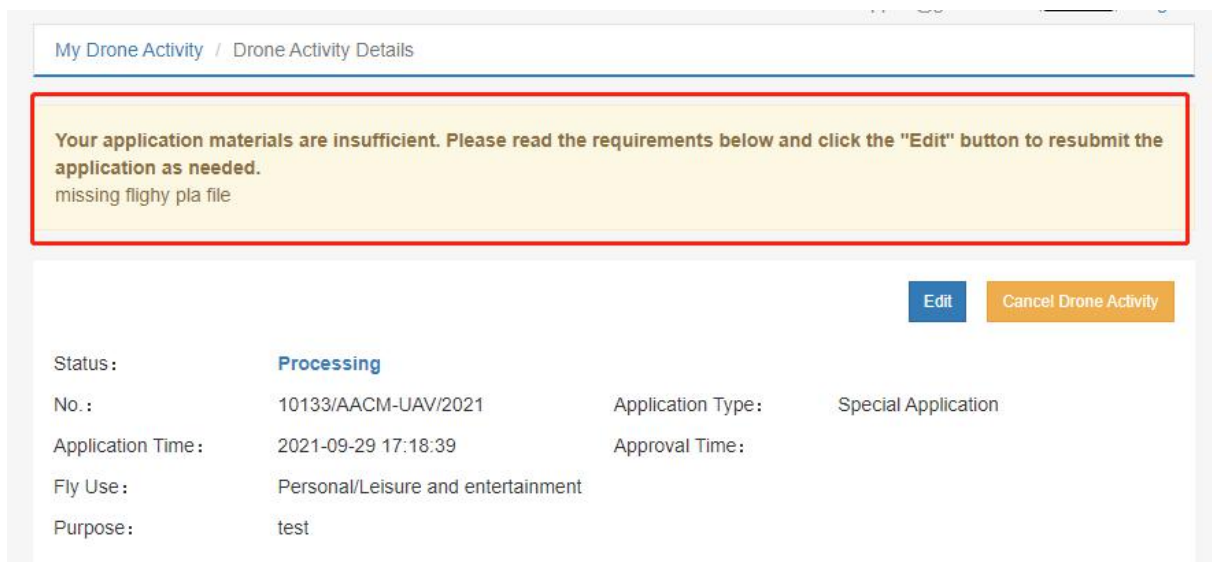 My Drone Activity / Drone Activity Details
Your application materials are insufficient. Please read the requirements below and click the "Edit" button to resubmit the
application as needed.
missing flighy pla file
Edit Cancel Drone Activity
Status： Processing
No.： 10133/AACM-UAV/2021 Application Type： Special Application
Application Time： 2021-09-29 17:18:39 Approval Time：
Fly Use： Personal/Leisure and entertainment
Purpose： test